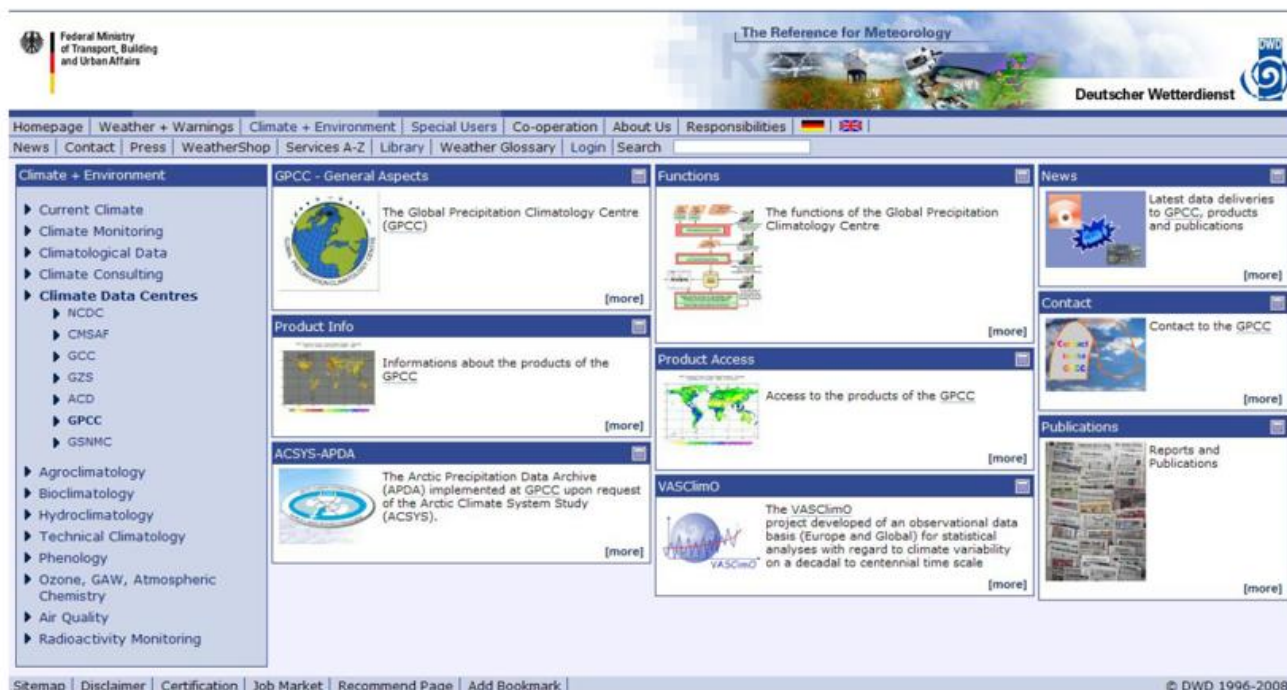 Federal Ministry
of Transport, Building
and Urban Affairs
The Reference for Meteorology
DWD
Deutscher Wetterdienst
Homepage | Weather + Warnings | Climate + Environment | Special Users | Co-operation | About Us | Responsibilities
News | Contact | Press | WeatherShop | Services A-Z | Library | Weather Glossary | Login | Search
Climate + Environment
Current Climate
Climate Monitoring
Climatological Data
Climate Consulting
Climate Data Centres
NCDC
CMSAF
GCC
GZS
ACD
GPCC
GSNMC
Agroclimatology
Bioclimatology
Hydroclimatology
Technical Climatology
Phenology
Ozone, GAW, Atmospheric
Chemistry
Air Quality
Radioactivity Monitoring
GPCC - General Aspects
The Global Precipitation Climatology Centre
(GPCC)
[more]
Product Info
Informations about the products of the
GPCC
[more]
ACSYS-APDA
The Arctic Precipitation Data Archive
(APDA) implemented at GPCC upon request
of the Arctic Climate System Study
(ACSYS).
[more]
Functions
The functions of the Global Precipitation
Climatology Centre
[more]
Product Access
Access to the products of the GPCC
[more]
VASClimO
VASClimO
The VASClimO
project developed of an observational data
basis (Europe and Global) for statistical
analyses with regard to climate variability
on a decadal to centennial time scale
[more]
News
Latest data deliveries
to GPCC, products
and publications
[more]
Contact
Contact
to the
GPCC
Contact to the GPCC
[more]
Publications
Reports and
Publications
[more]
Sitemap | Disclaimer | Certification | Job Market | Recommend Page | Add Bookmark |
© DWD 1996-2008